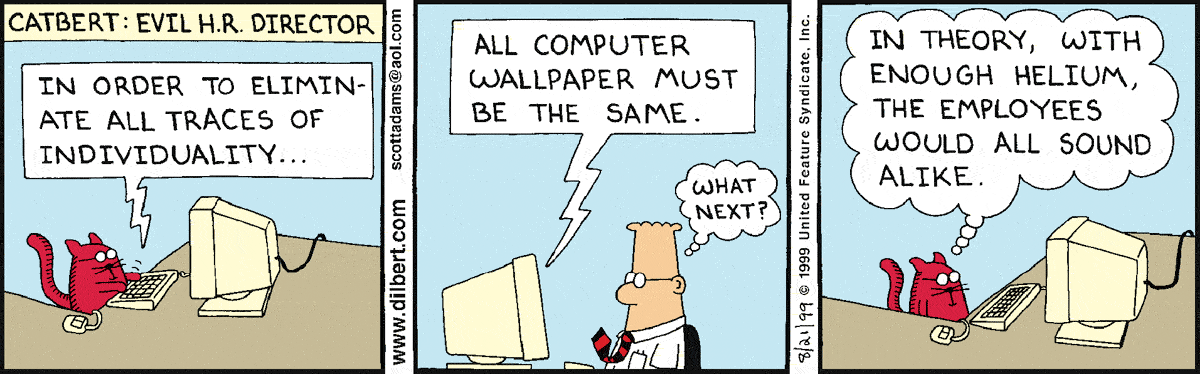 CATBERT: EVIL H.R. DIRECTOR
IN ORDER TO ELIMIN-
ATE ALL TRACES OF
INDIVIDUALITY...
www.dilbert.com scottadams@aol.com
ALL COMPUTER
WALLPAPER MUST
BE THE SAME.
WHAT
NEXT?
8/21/99 © 1999 United Feature Syndicate, Inc.
IN THEORY, WITH
ENOUGH HELIUM,
THE EMPLOYEES
WOULD ALL SOUND
ALIKE.